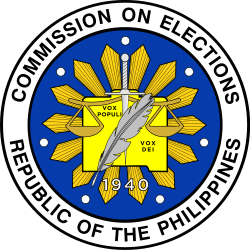 COMMISSION ON ELECTIONS
VOX
POPULI
VOX
DEI
1940
REPUBLIC OF THE PHILIPPINES